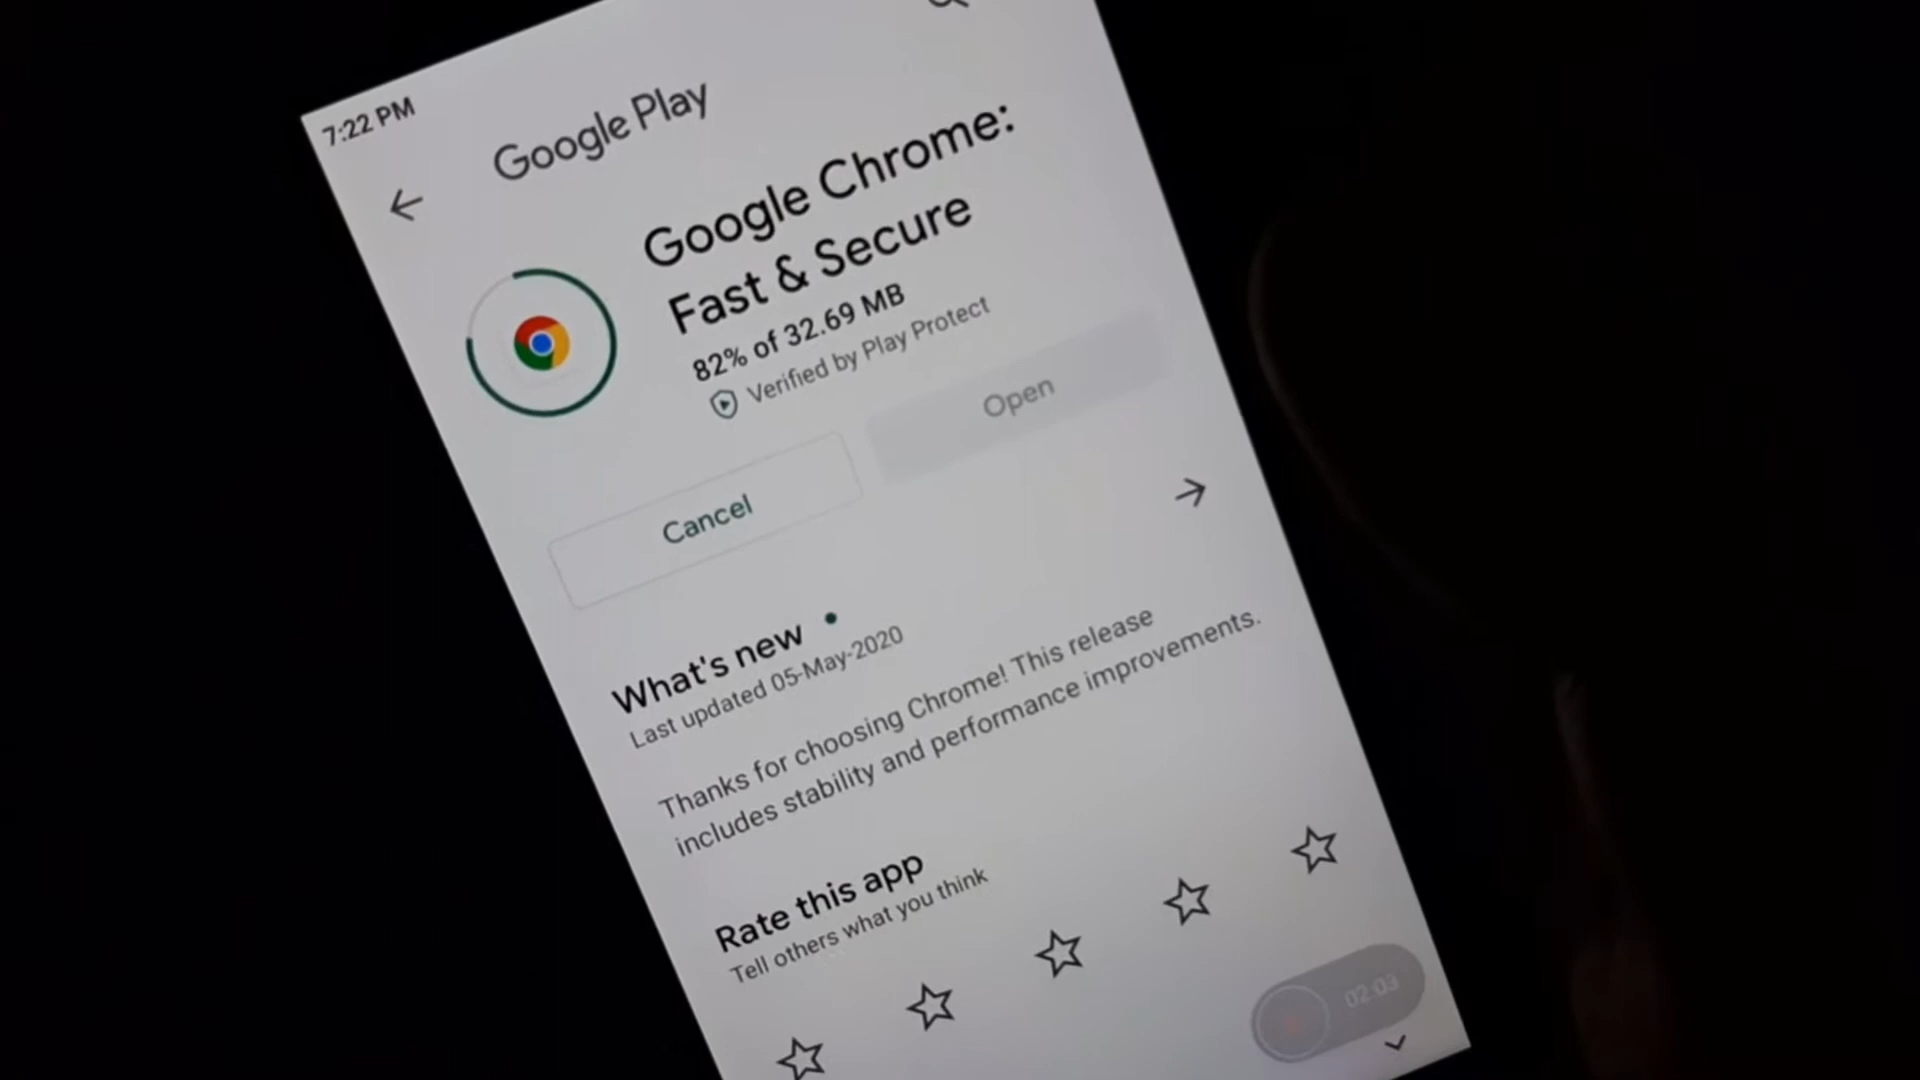 7:22 PM
Google Play
Google Chrome:
Fast & Secure
82% of 32.69 MB
Verified by Play Protect
Cancel
Open
What's new
Last updated 05-May-2020
Thanks for choosing Chrome! This release
includes stability and performance improvements.
Rate this app
Tell others what you think
02:03